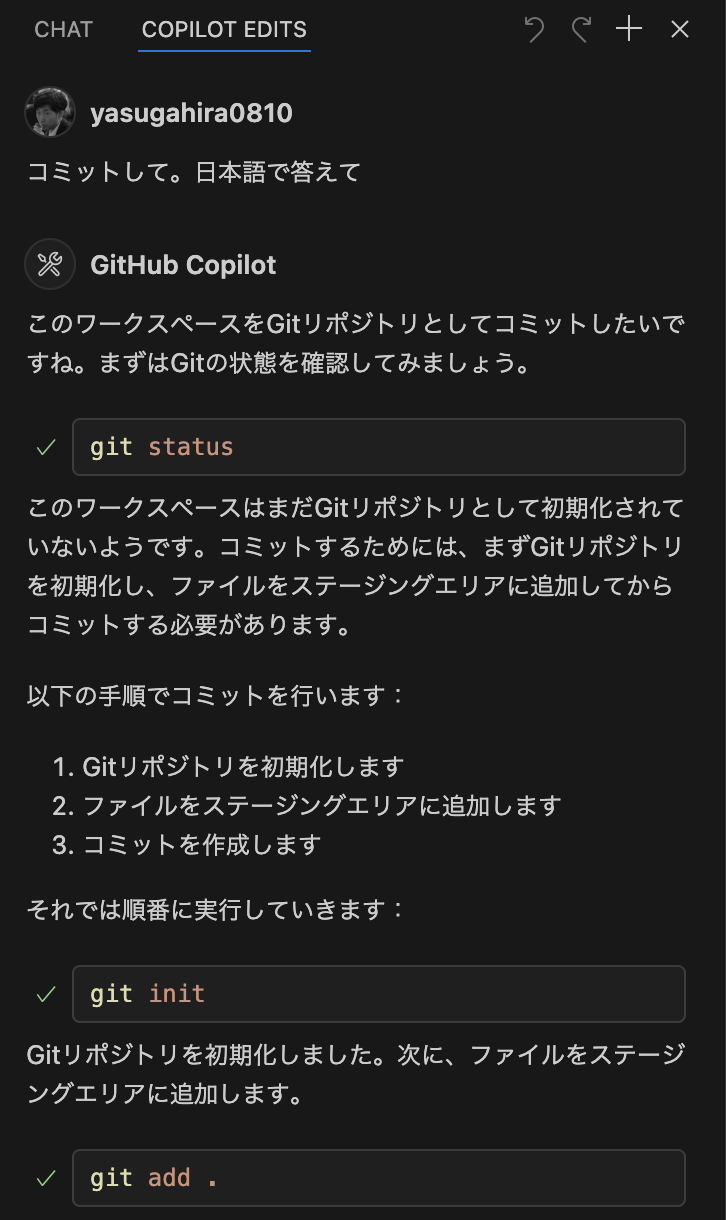 CHAT COPILOT EDITS
yasugahira0810
コミットして。日本語で答えて
GitHub Copilot
このワークスペースをGitリポジトリとしてコミットしたいで
すね。まずはGitの状態を確認してみましょう。
git status
このワークスペースはまだGitリポジトリとして初期化されて
いないようです。コミットするためには、まずGitリポジトリ
を初期化し、ファイルをステージングエリアに追加してから
コミットする必要があります。
以下の手順でコミットを行います：
1. Gitリポジトリを初期化します
2. ファイルをステージングエリアに追加します
3. コミットを作成します
それでは順番に実行していきます：
git init
Gitリポジトリを初期化しました。次に、ファイルをステージ
ングエリアに追加します。
git add .